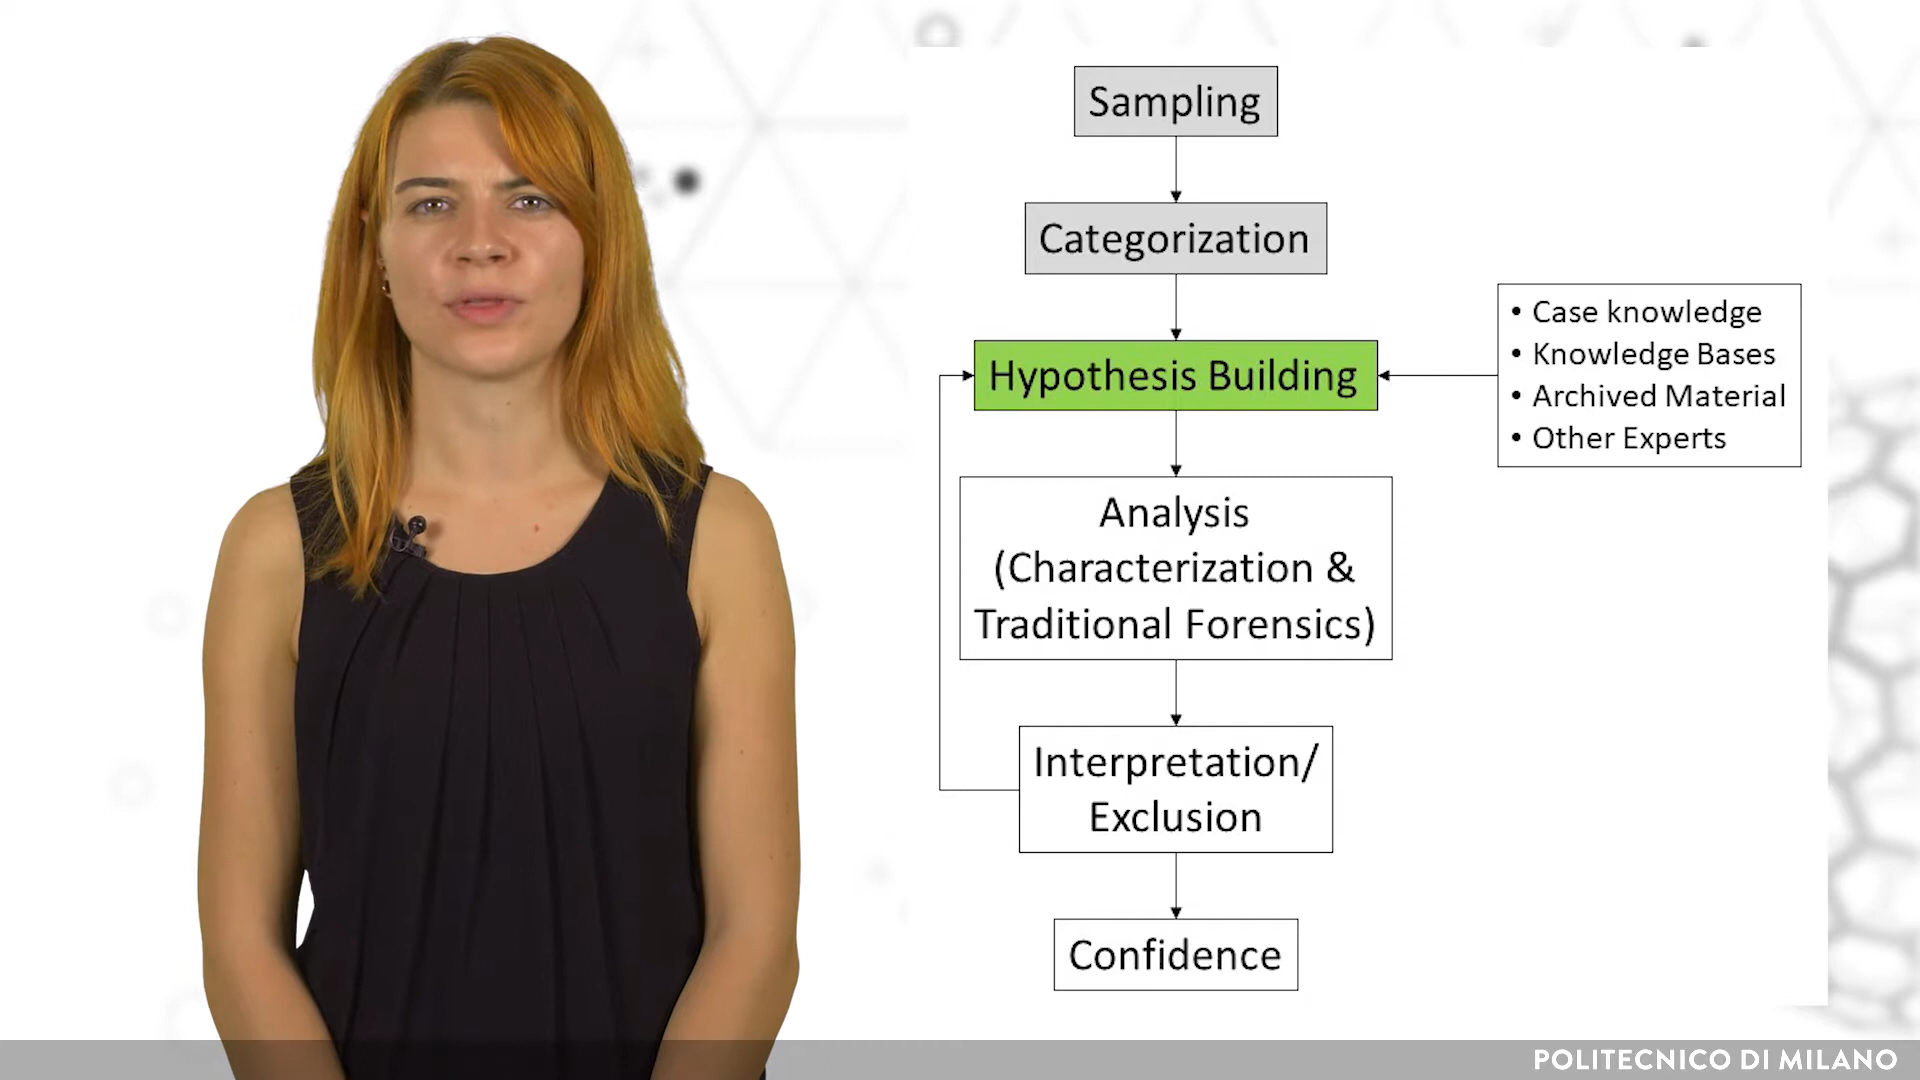 Sampling
Categorization
Hypothesis Building
• Case knowledge
• Knowledge Bases
• Archived Material
• Other Experts
Analysis
(Characterization &
Traditional Forensics)
Interpretation/
Exclusion
Confidence
POLITECNICO DI MILANO